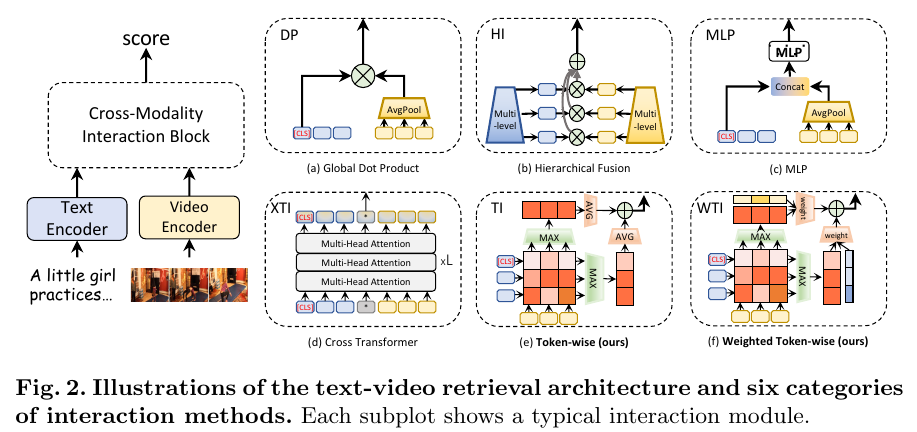 score
Cross-Modality
Interaction Block
Text
Encoder
Video
Encoder
A little girl
practices…
DP
AvgPool
[CLS]
(a) Global Dot Product
HI
Multi
-level
Multi
-level
(b) Hierarchical Fusion
MLP
MLP
Concat
AvgPool
[CLS]
(c) MLP
XTI
*
Multi-Head Attention
Multi-Head Attention
Multi-Head Attention
xL
[CLS]
*
(d) Cross Transformer
TI
AVG
MAX
AVG
[CLS]
MAX
(e) Token-wise (ours)
WTI
weight
MAX
weight
[CLS]
MAX
(f) Weighted Token-wise (ours)
Fig. 2. Illustrations of the text-video retrieval architecture and six categories
of interaction methods. Each subplot shows a typical interaction module.